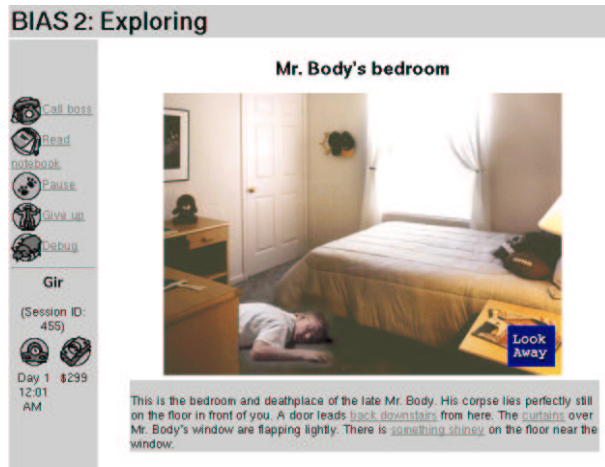 BIAS 2: Exploring
Call boss
Read
notebook
Pause
Give up
Debug
Gir
(Session ID:
455)
Day 1 $299
12:01
AM
Mr. Body's bedroom
Look
Away
This is the bedroom and deathplace of the late Mr. Body. His corpse lies perfectly still
on the floor in front of you. A door leads back downstairs from here. The curtains over
Mr. Body's window are flapping lightly. There is something shiney on the floor near the
window.